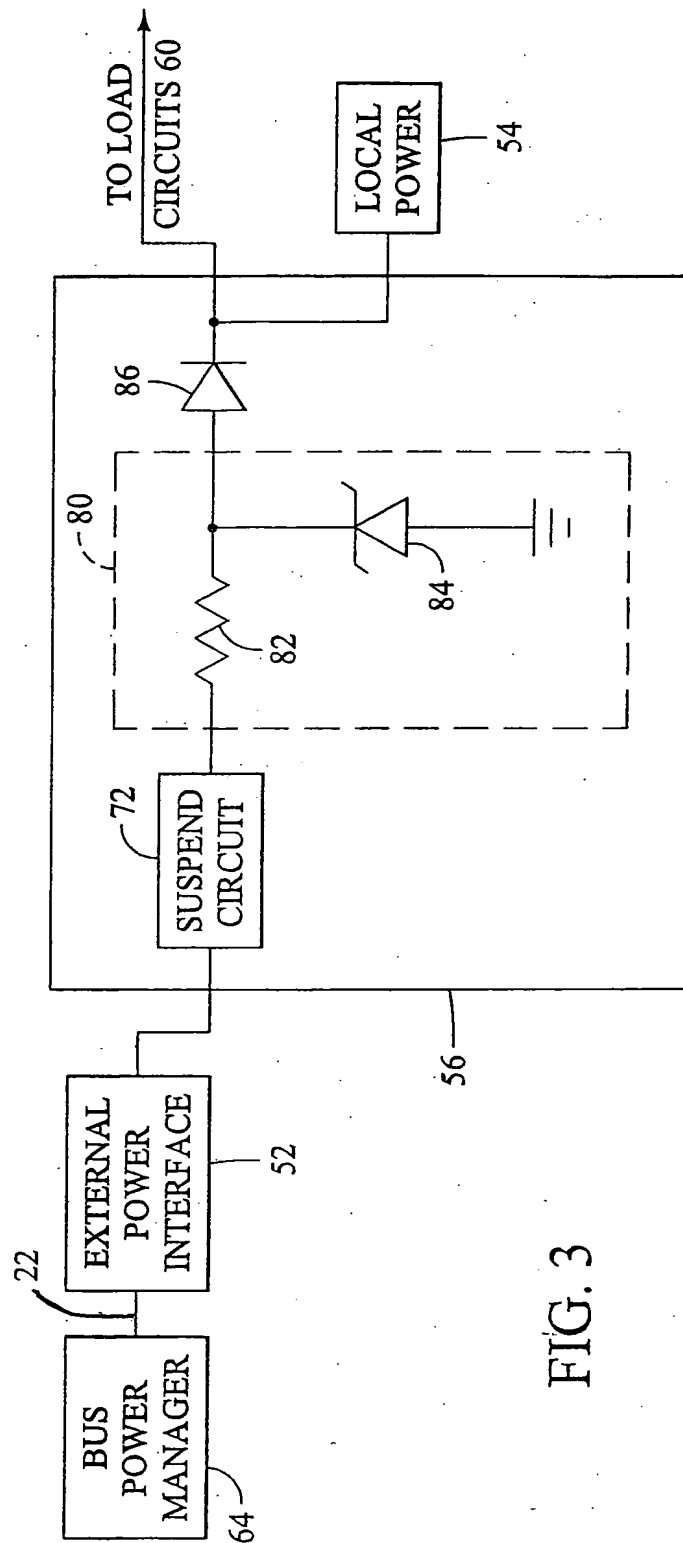 BUS
POWER
MANAGER
64
22
EXTERNAL
POWER
INTERFACE
52
56
SUSPEND
CIRCUIT
72
80
82
84
86
TO LOAD
CIRCUITS 60
LOCAL
POWER
54
FIG. 3